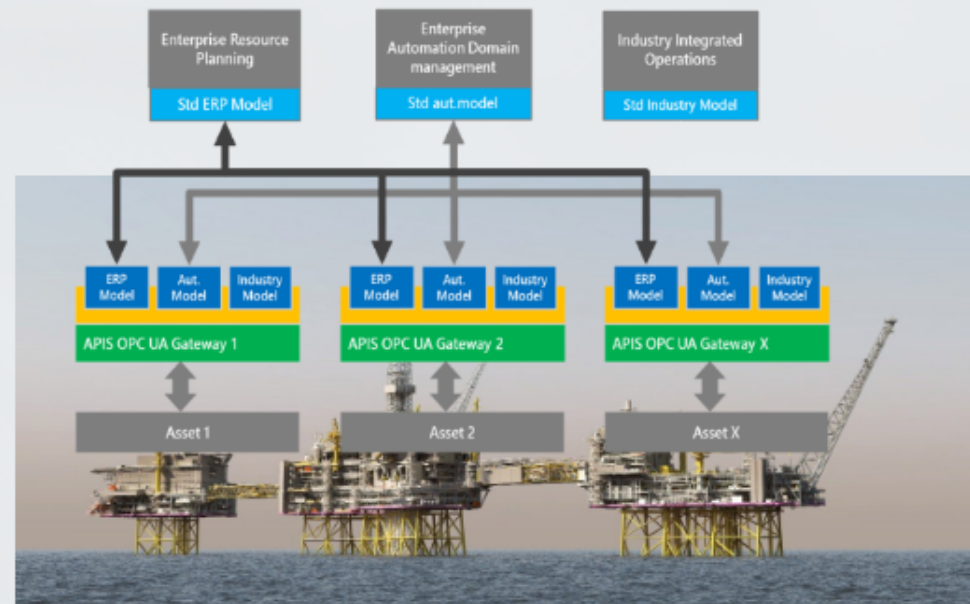 Enterprise Resource
Planning
Std ERP Model
Enterprise
Automation Domain
management
Std aut.model
Industry Integrated
Operations
Std Industry Model
ERP
Model
Aut.
Model
Industry
Model
ERP
Model
Aut.
Model
Industry
Model
ERP
Model
Aut.
Model
Industry
Model
APIS OPC UA Gateway 1
APIS OPC UA Gateway 2
APIS OPC UA Gateway X
Asset 1
Asset 2
Asset X